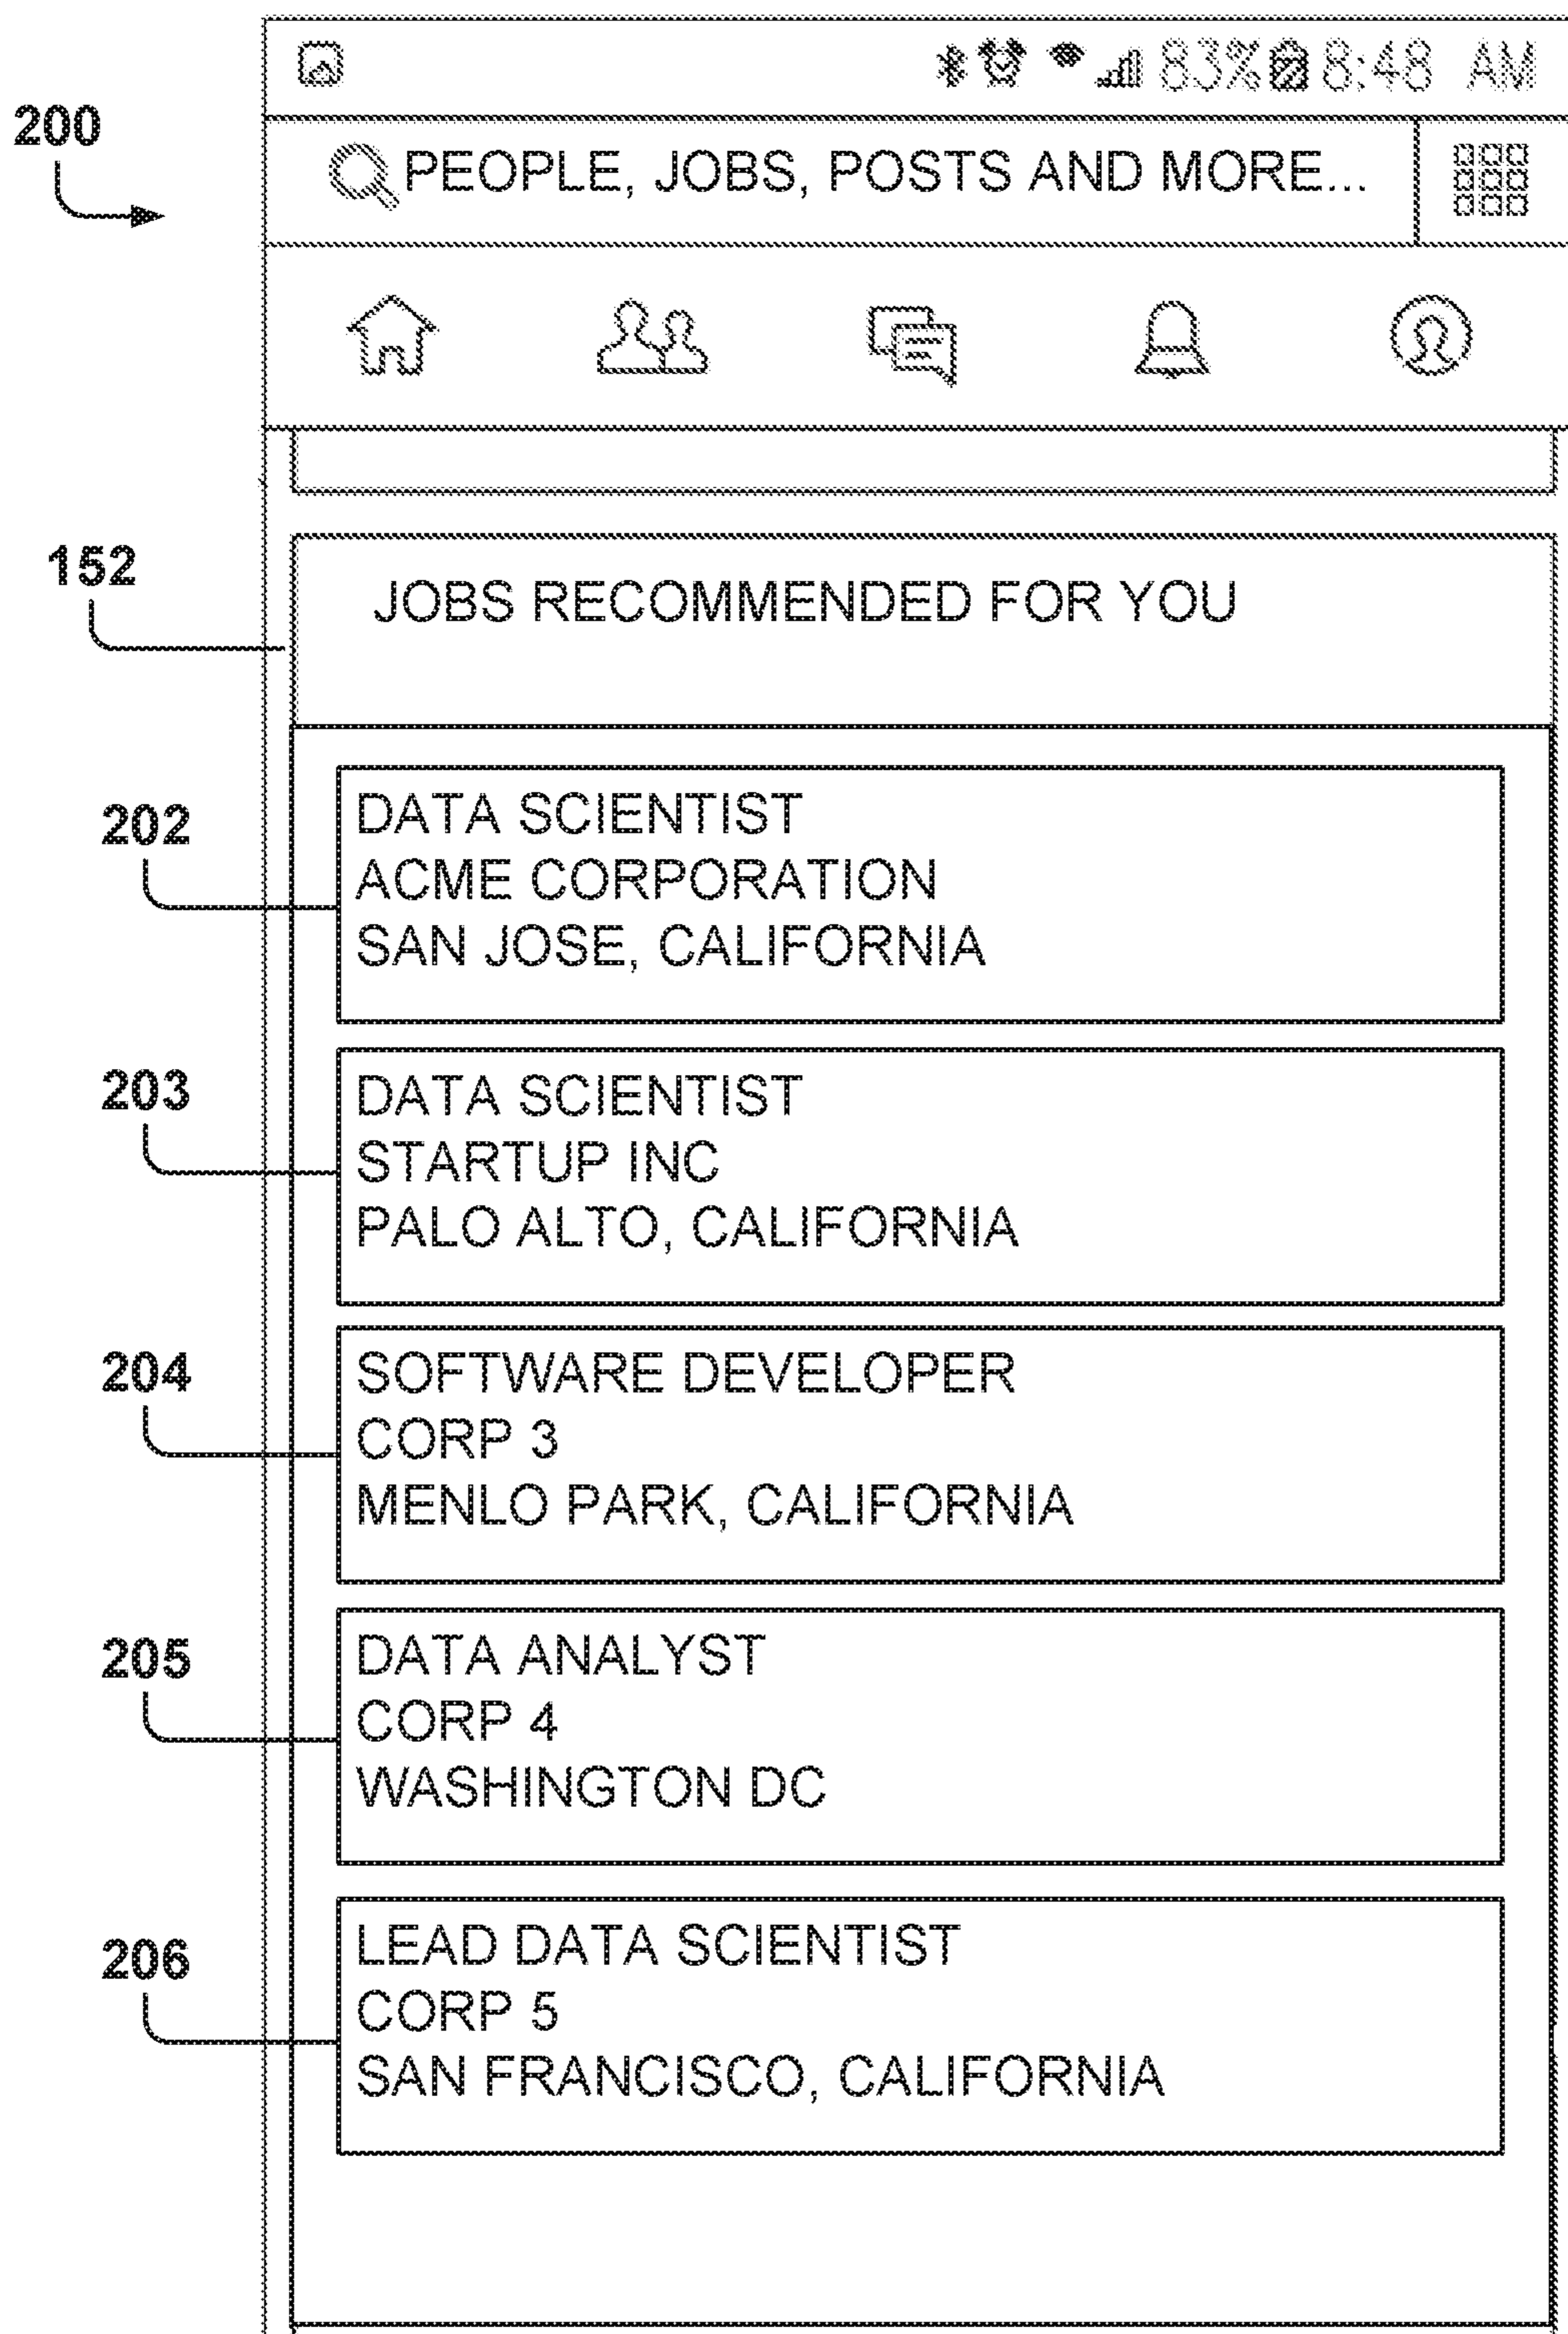 83% 8:48 AM
200
PEOPLE, JOBS, POSTS AND MORE...
152
JOBS RECOMMENDED FOR YOU
202
DATA SCIENTIST
ACME CORPORATION
SAN JOSE, CALIFORNIA
203
DATA SCIENTIST
STARTUP INC
PALO ALTO, CALIFORNIA
204
SOFTWARE DEVELOPER
CORP 3
MENLO PARK, CALIFORNIA
205
DATA ANALYST
CORP 4
WASHINGTON DC
206
LEAD DATA SCIENTIST
CORP 5
SAN FRANCISCO, CALIFORNIA